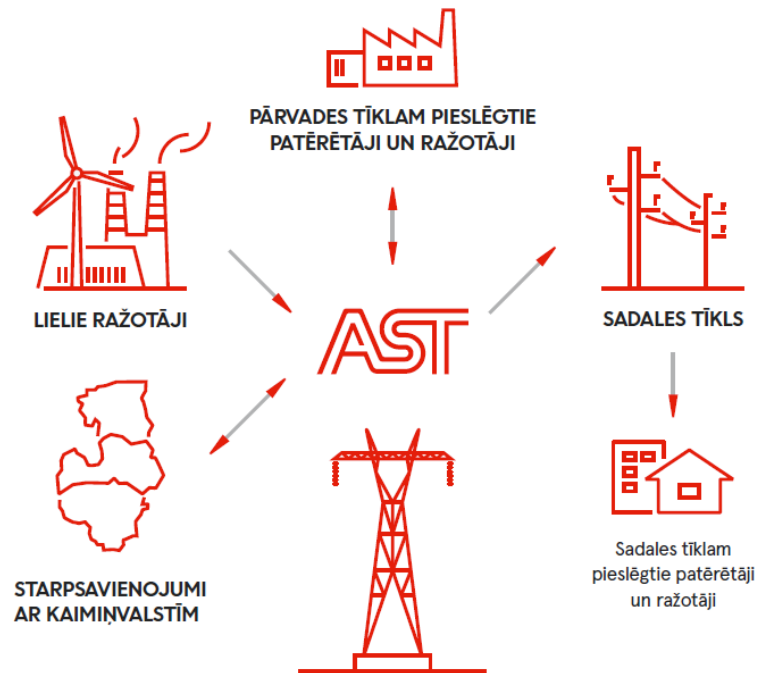 PĀRVADES TĪKLAM PIESLĒGTIE
PATĒRĒTĀJI UN RAŽOTĀJI
LIELIE RAŽOTĀJI
AST
SADALES TĪKLS
STARPSAVIENOJUMI
AR KAIMIŅVALSTĪM
Sadales tīklam
pieslēgtie patērētāji
un ražotāji